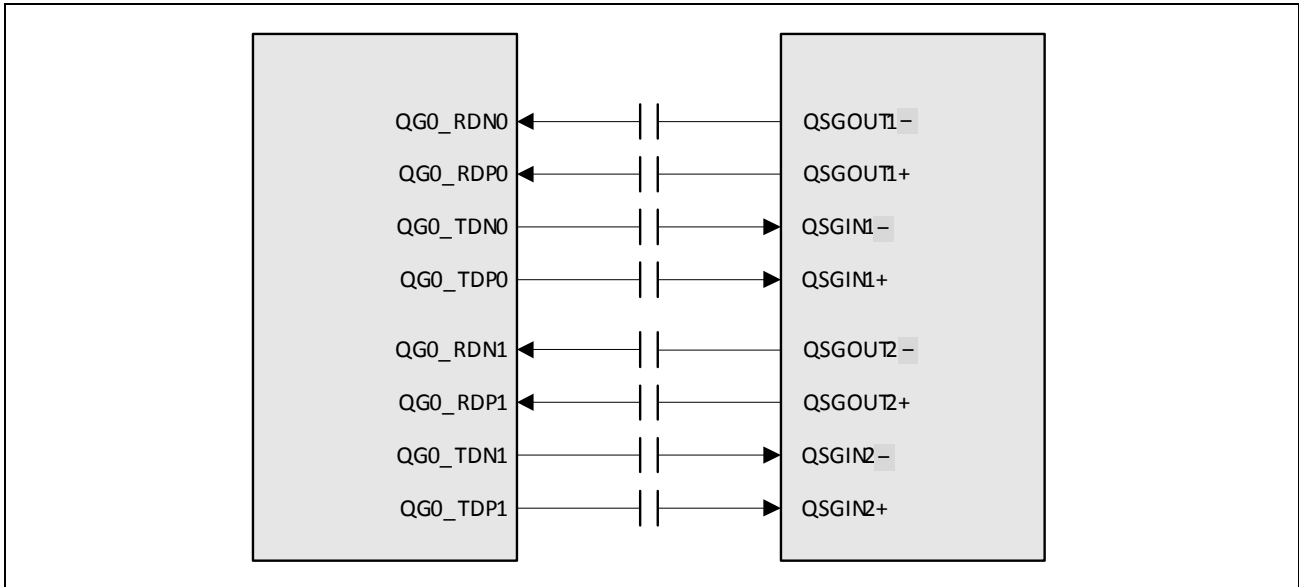 QG0_RDN0 QSGOUT1–
QG0_RDP0 QSGOUT1+
QG0_TDN0 QSGIN1–
QG0_TDP0 QSGIN1+
QG0_RDN1 QSGOUT2–
QG0_RDP1 QSGOUT2+
QG0_TDN1 QSGIN2–
QG0_TDP1 QSGIN2+